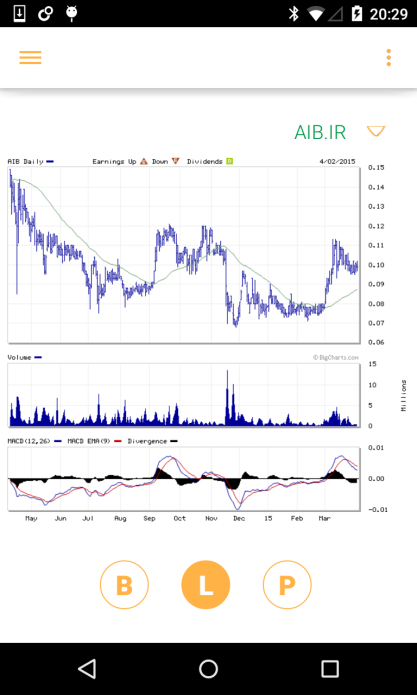 20:29
AIB.IR
AIB Daily Earnings Up Down Dividends D 4/02/2015
0.15
0.14
0.13
0.12
0.11
0.10
0.09
0.08
0.07
0.06
Volume © BigCharts.com
15
10
5
0
Millions
MACD(12,26) MACD EMA(9) Divergence
0.01
0.00
-0.01
May Jun Jul Aug Sep Oct Nov Dec 15 Feb Mar
B L P